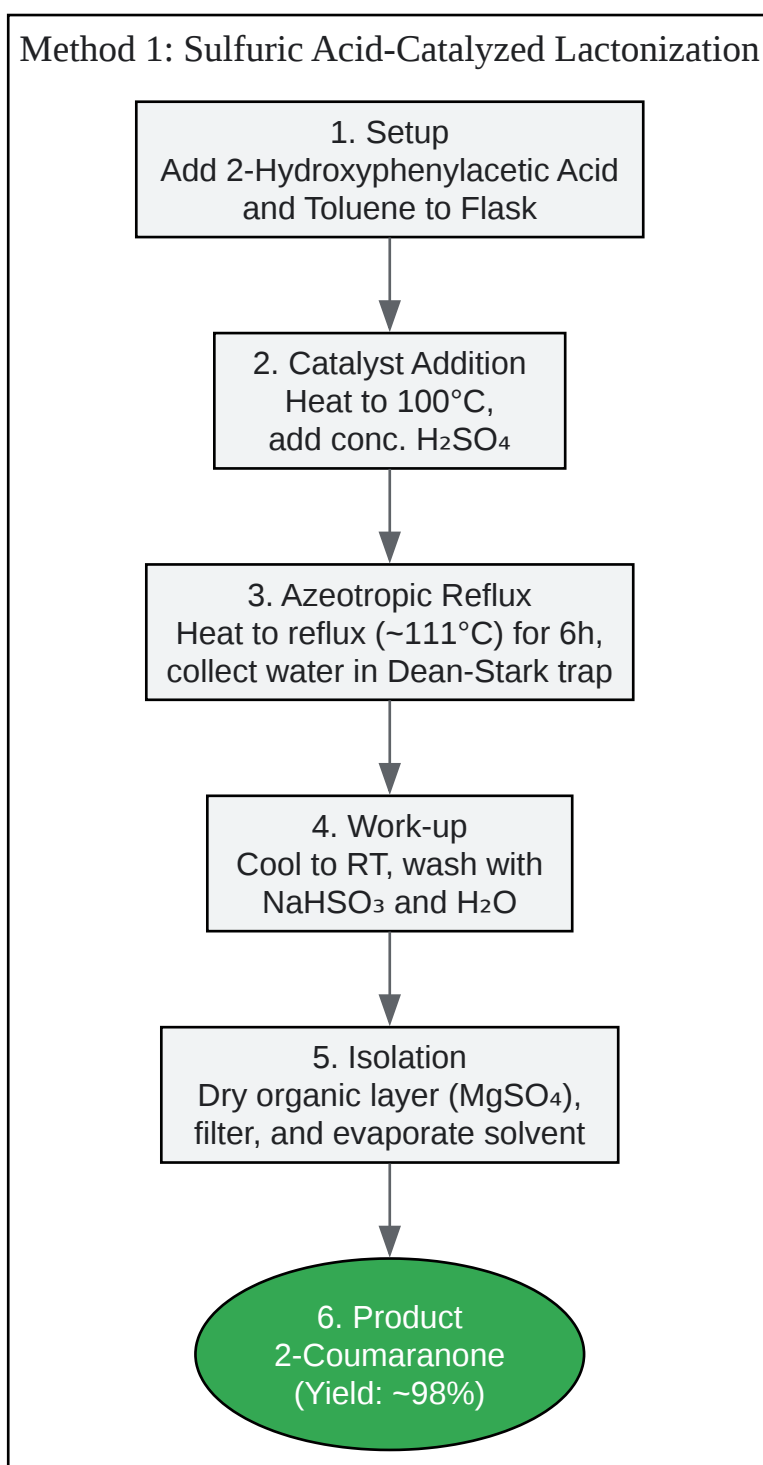 Method 1: Sulfuric Acid-Catalyzed Lactonization
1. Setup
Add 2-Hydroxyphenylacetic Acid
and Toluene to Flask
2. Catalyst Addition
Heat to 100°C,
add conc. H₂SO₄
3. Azeotropic Reflux
Heat to reflux (~111°C) for 6h,
collect water in Dean-Stark trap
4. Work-up
Cool to RT, wash with
NaHSO₃ and H₂O
5. Isolation
Dry organic layer (MgSO₄),
filter, and evaporate solvent
6. Product
2-Coumaranone
(Yield: ~98%)